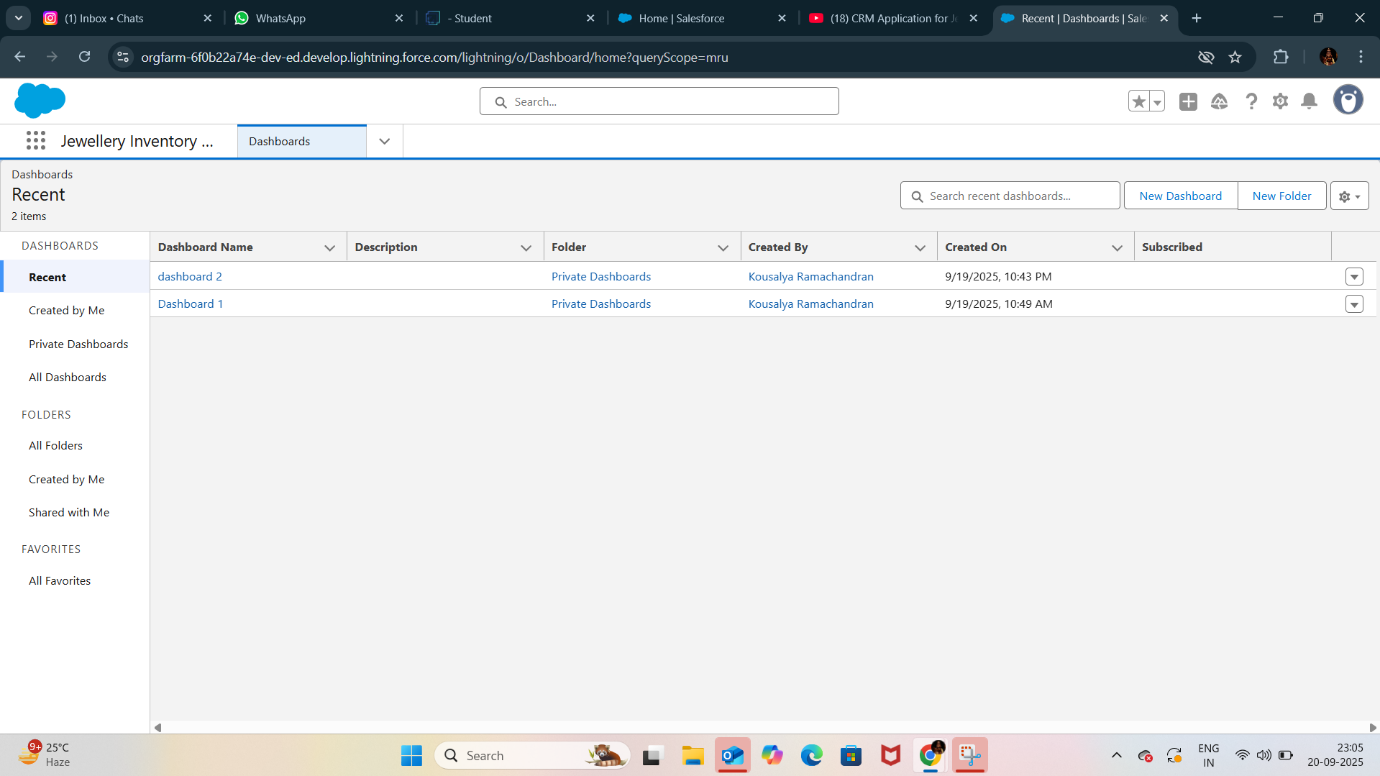 (1) Inbox • Chats
WhatsApp
- Student
Home | Salesforce
(18) CRM Application for Je
Recent | Dashboards | Sale
orgfarm-6f0b22a74e-dev-ed.develop.lightning.force.com/lightning/o/Dashboard/home?queryScope=mru
Search...
Jewellery Inventory ...
Dashboards
Dashboards
Recent
2 items
Search recent dashboards...
New Dashboard
New Folder
DASHBOARDS
Recent
Created by Me
Private Dashboards
All Dashboards
FOLDERS
All Folders
Created by Me
Shared with Me
FAVORITES
All Favorites
Dashboard Name Description Folder Created By Created On Subscribed
dashboard 2 Private Dashboards Kousalya Ramachandran 9/19/2025, 10:43 PM
Dashboard 1 Private Dashboards Kousalya Ramachandran 9/19/2025, 10:49 AM
9+
25°C
Haze
Search
ENG
IN
23:05
20-09-2025